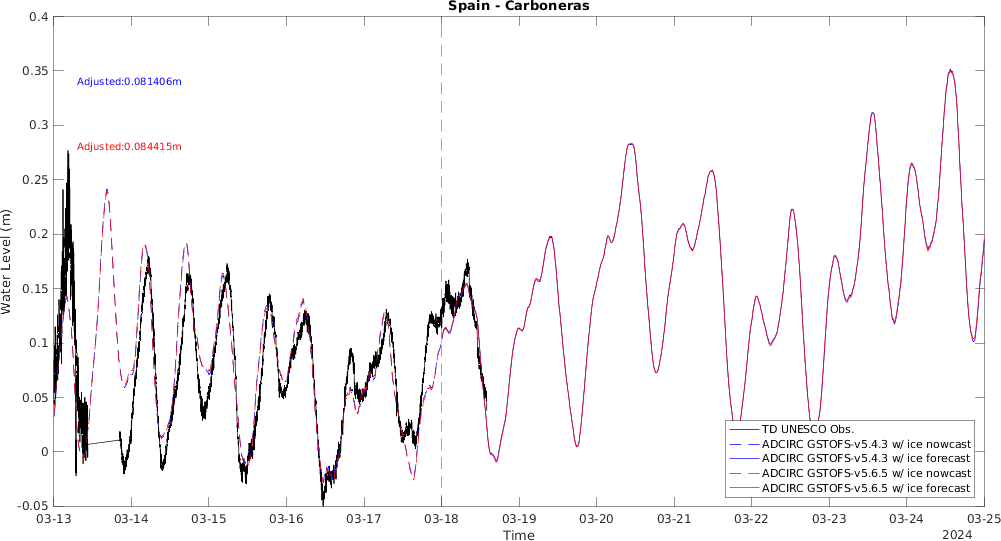 Spain - Carboneras
Adjusted:0.081406m
Adjusted:0.084415m
Water Level (m)
0.4
0.35
0.3
0.25
0.2
0.15
0.1
0.05
0
-0.05
TD UNESCO Obs.
ADCIRC GSTOFS-v5.4.3 w/ ice nowcast
ADCIRC GSTOFS-v5.4.3 w/ ice forecast
ADCIRC GSTOFS-v5.6.5 w/ ice nowcast
ADCIRC GSTOFS-v5.6.5 w/ ice forecast
03-13 03-14 03-15 03-16 03-17 03-18 03-19 03-20 03-21 03-22 03-23 03-24 03-25
Time
2024